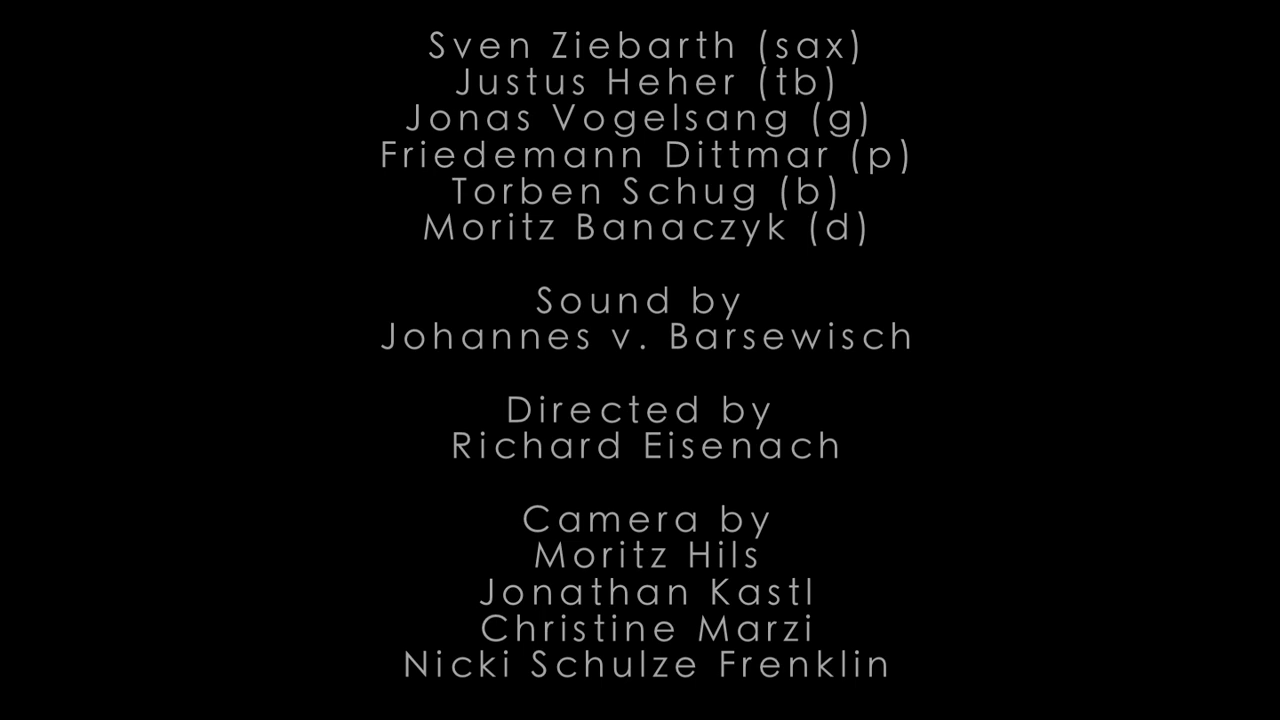 Sven Ziebarth (sax)
Justus Heher (tb)
Jonas Vogelsang (g)
Friedemann Dittmar (p)
Torben Schug (b)
Moritz Banaczyk (d)
Sound by
Johannes v. Barsewisch
Directed by
Richard Eisenach
Camera by
Moritz Hils
Jonathan Kastl
Christine Marzi
Nicki Schulze Frenklin